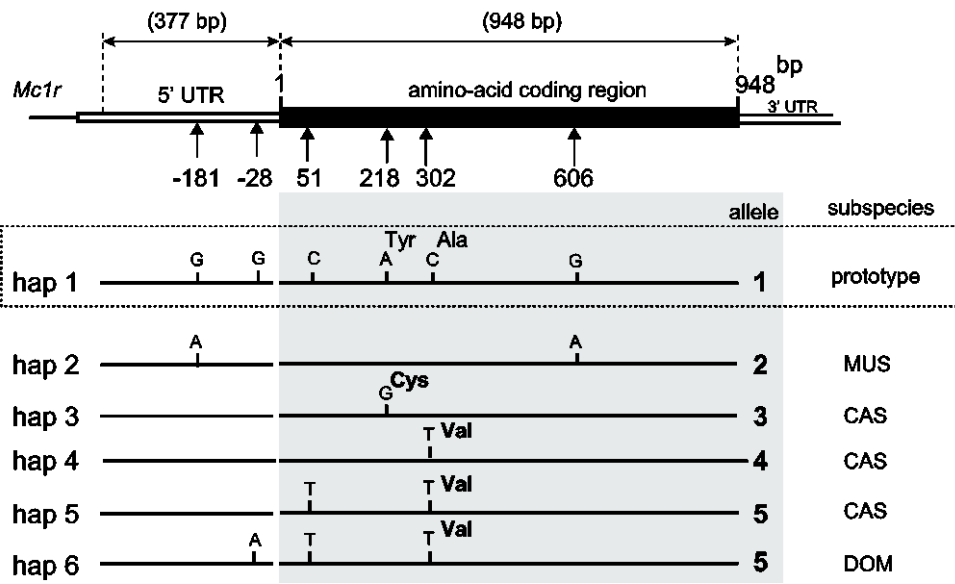 (377 bp) (948 bp)
1 948 bp
Mc1r 5' UTR amino-acid coding region 3' UTR
-181 -28 51 218 302 606
allele subspecies
Tyr Ala
G G C A C G
hap 1 1 prototype
A A
hap 2 2 MUS
G Cys
hap 3 3 CAS
T Val
hap 4 4 CAS
T T Val
hap 5 5 CAS
A T T Val
hap 6 5 DOM